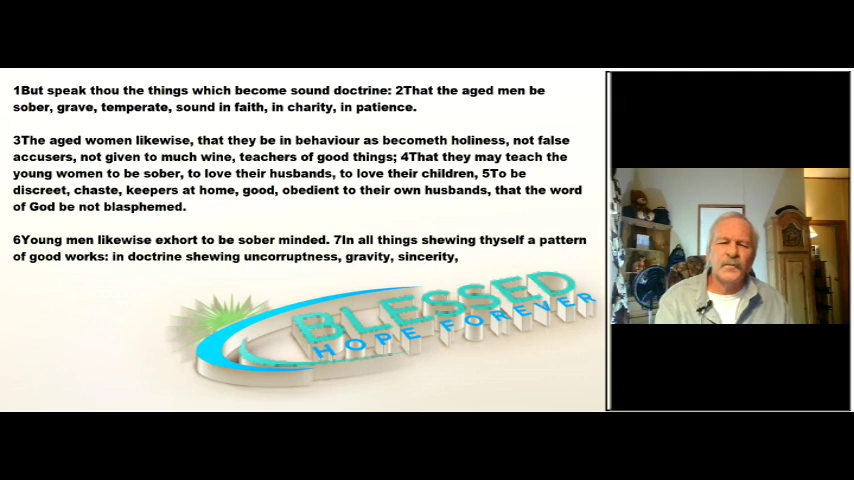 1But speak thou the things which become sound doctrine: 2That the aged men be
sober, grave, temperate, sound in faith, in charity, in patience.
3The aged women likewise, that they be in behaviour as becometh holiness, not false
accusers, not given to much wine, teachers of good things; 4That they may teach the
young women to be sober, to love their husbands, to love their children, 5To be
discreet, chaste, keepers at home, good, obedient to their own husbands, that the word
of God be not blasphemed.
6Young men likewise exhort to be sober minded. 7In all things shewing thyself a pattern
of good works: in doctrine shewing uncorruptness, gravity, sincerity,
BLESSED
HOPE FOREVER